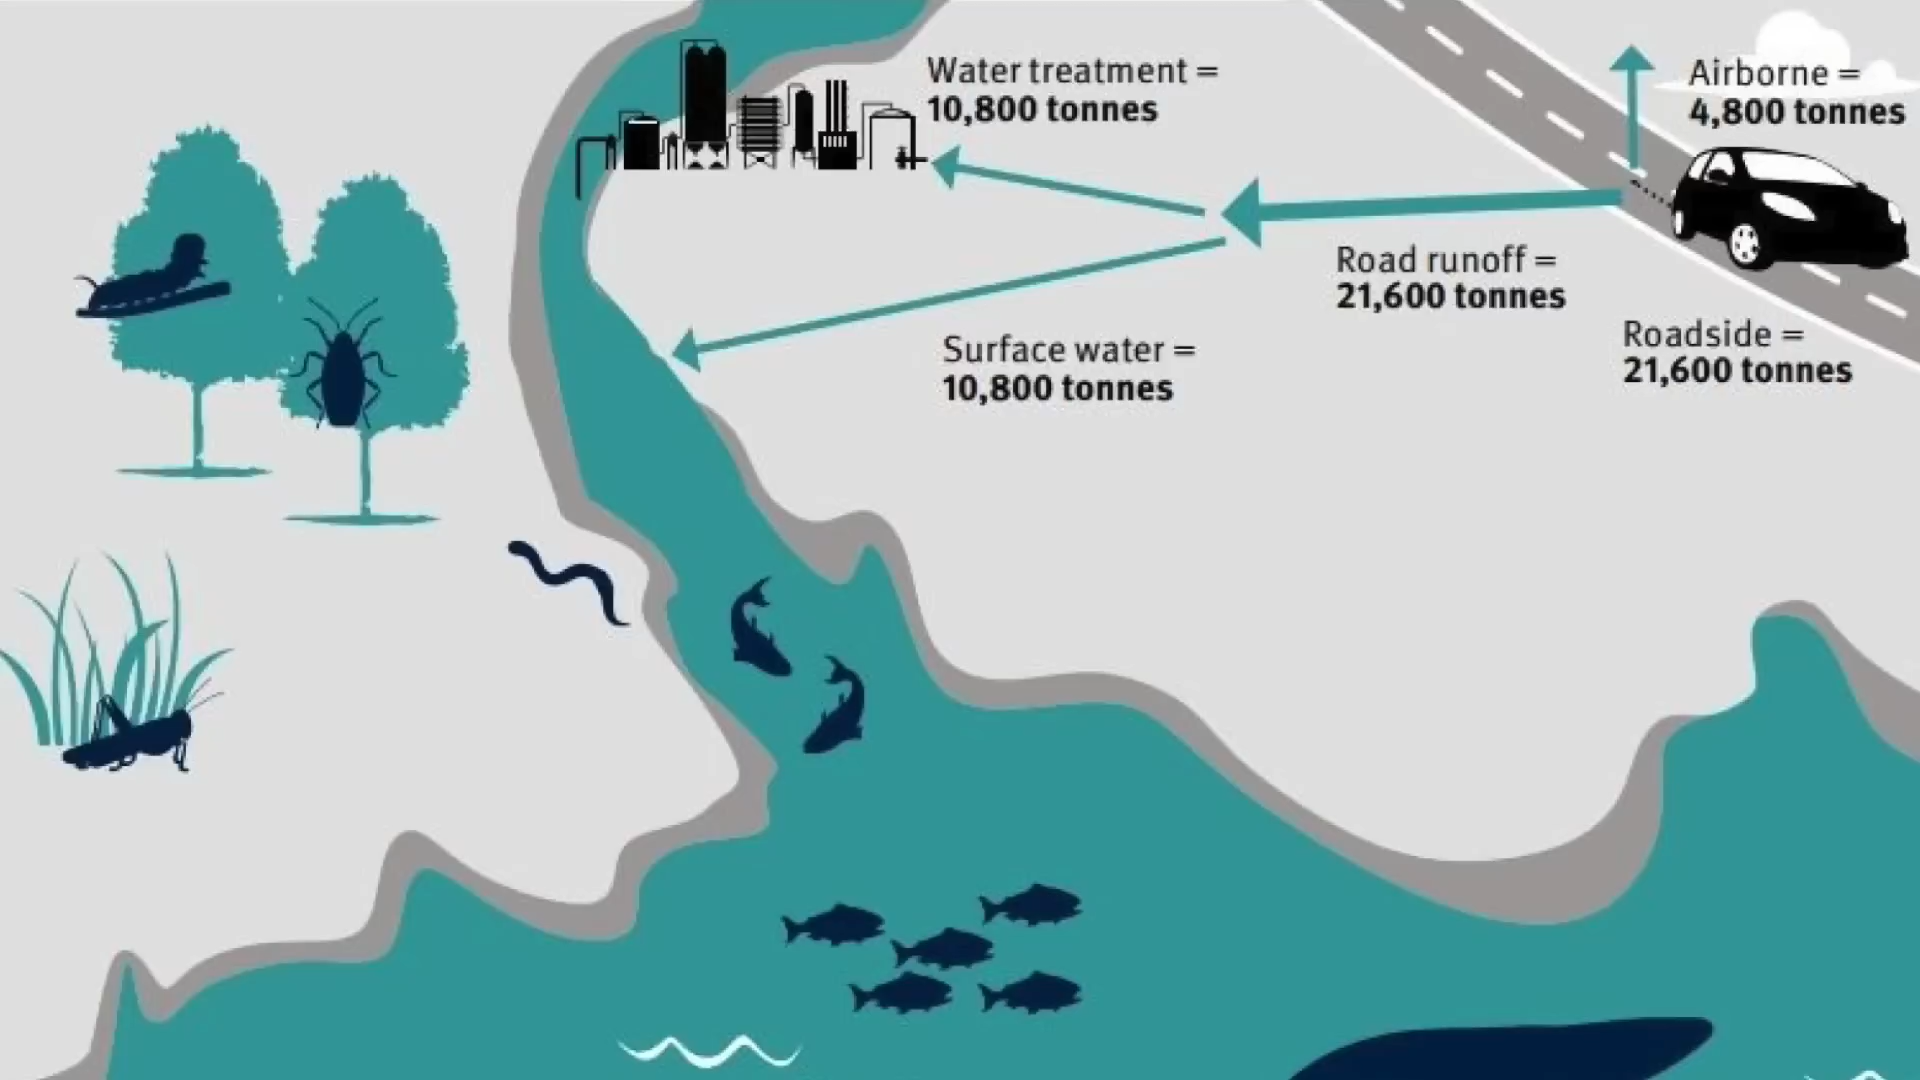 Water treatment =
10,800 tonnes
Airborne =
4,800 tonnes
Road runoff =
21,600 tonnes
Roadside =
21,600 tonnes
Surface water =
10,800 tonnes